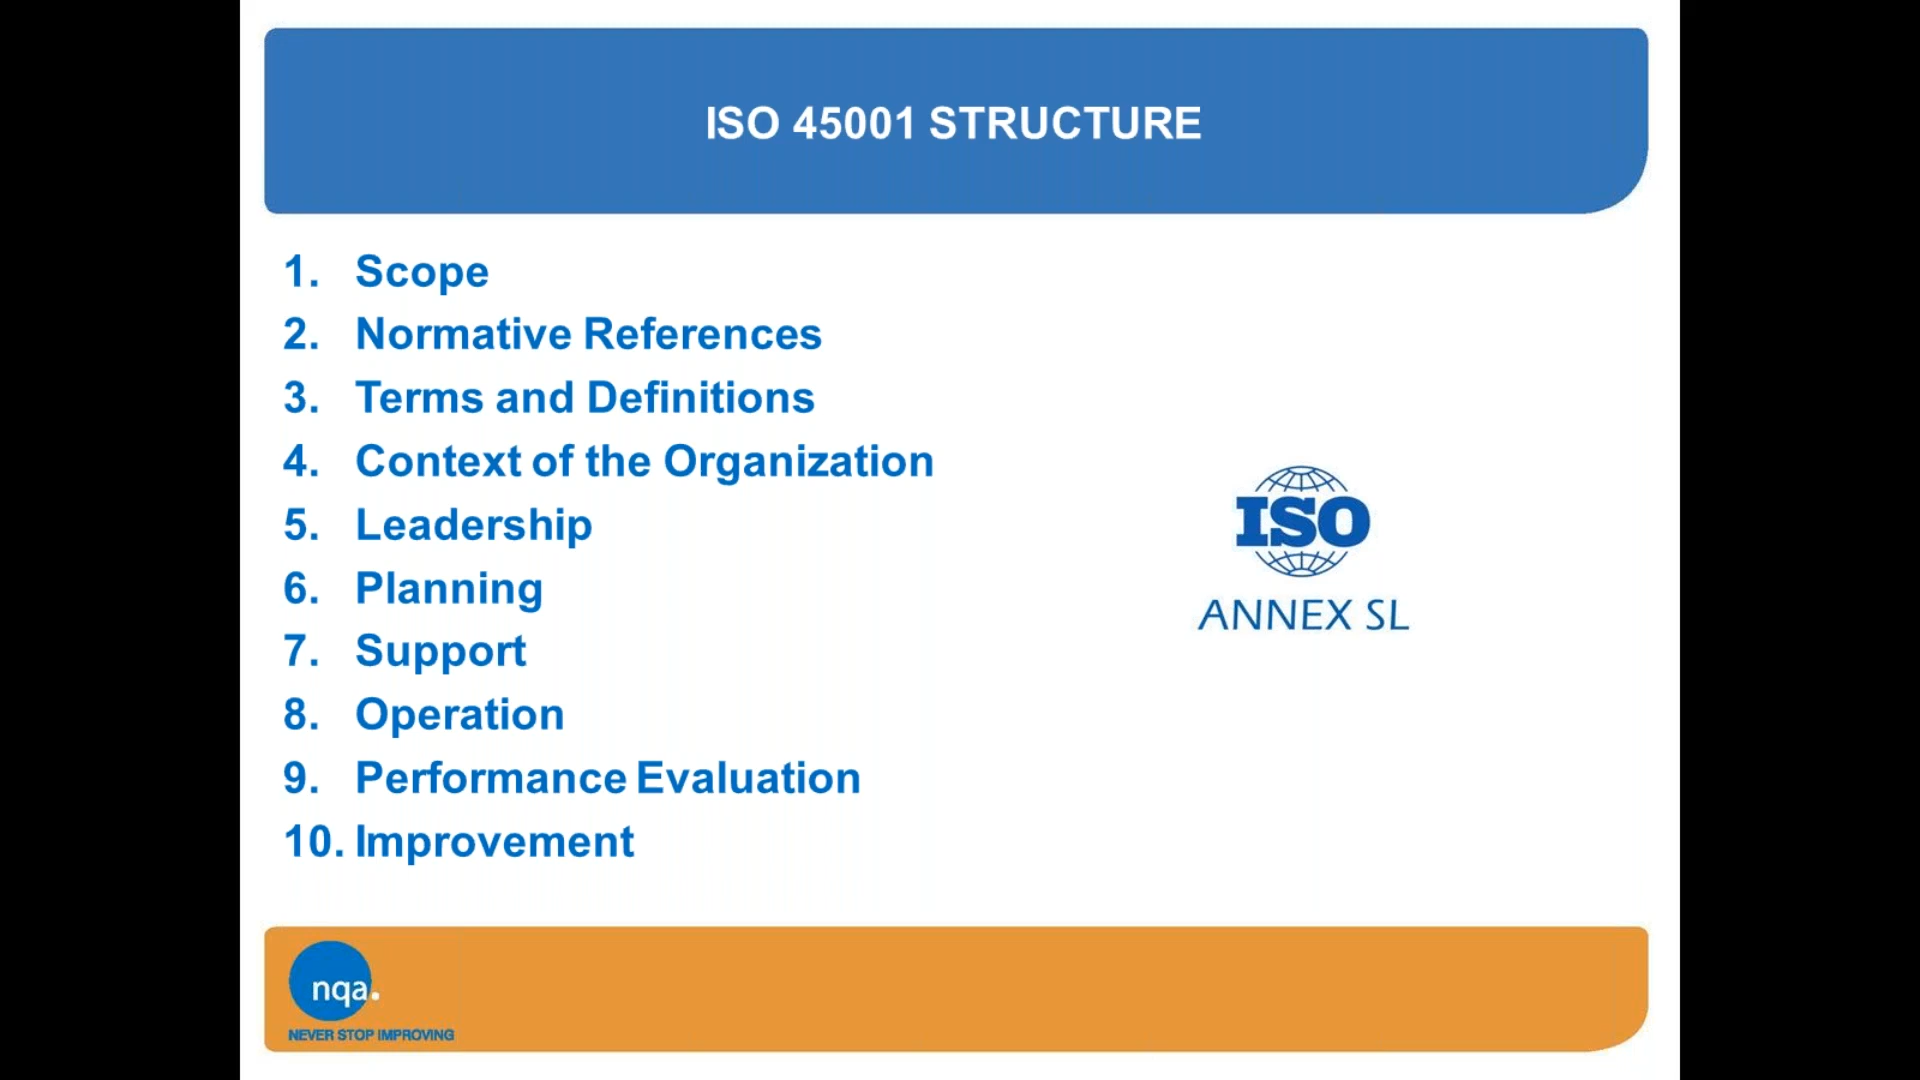 ISO 45001 STRUCTURE
1. Scope
2. Normative References
3. Terms and Definitions
4. Context of the Organization
5. Leadership
6. Planning
7. Support
8. Operation
9. Performance Evaluation
10. Improvement
ISO
ANNEX SL
nqa.
NEVER STOP IMPROVING